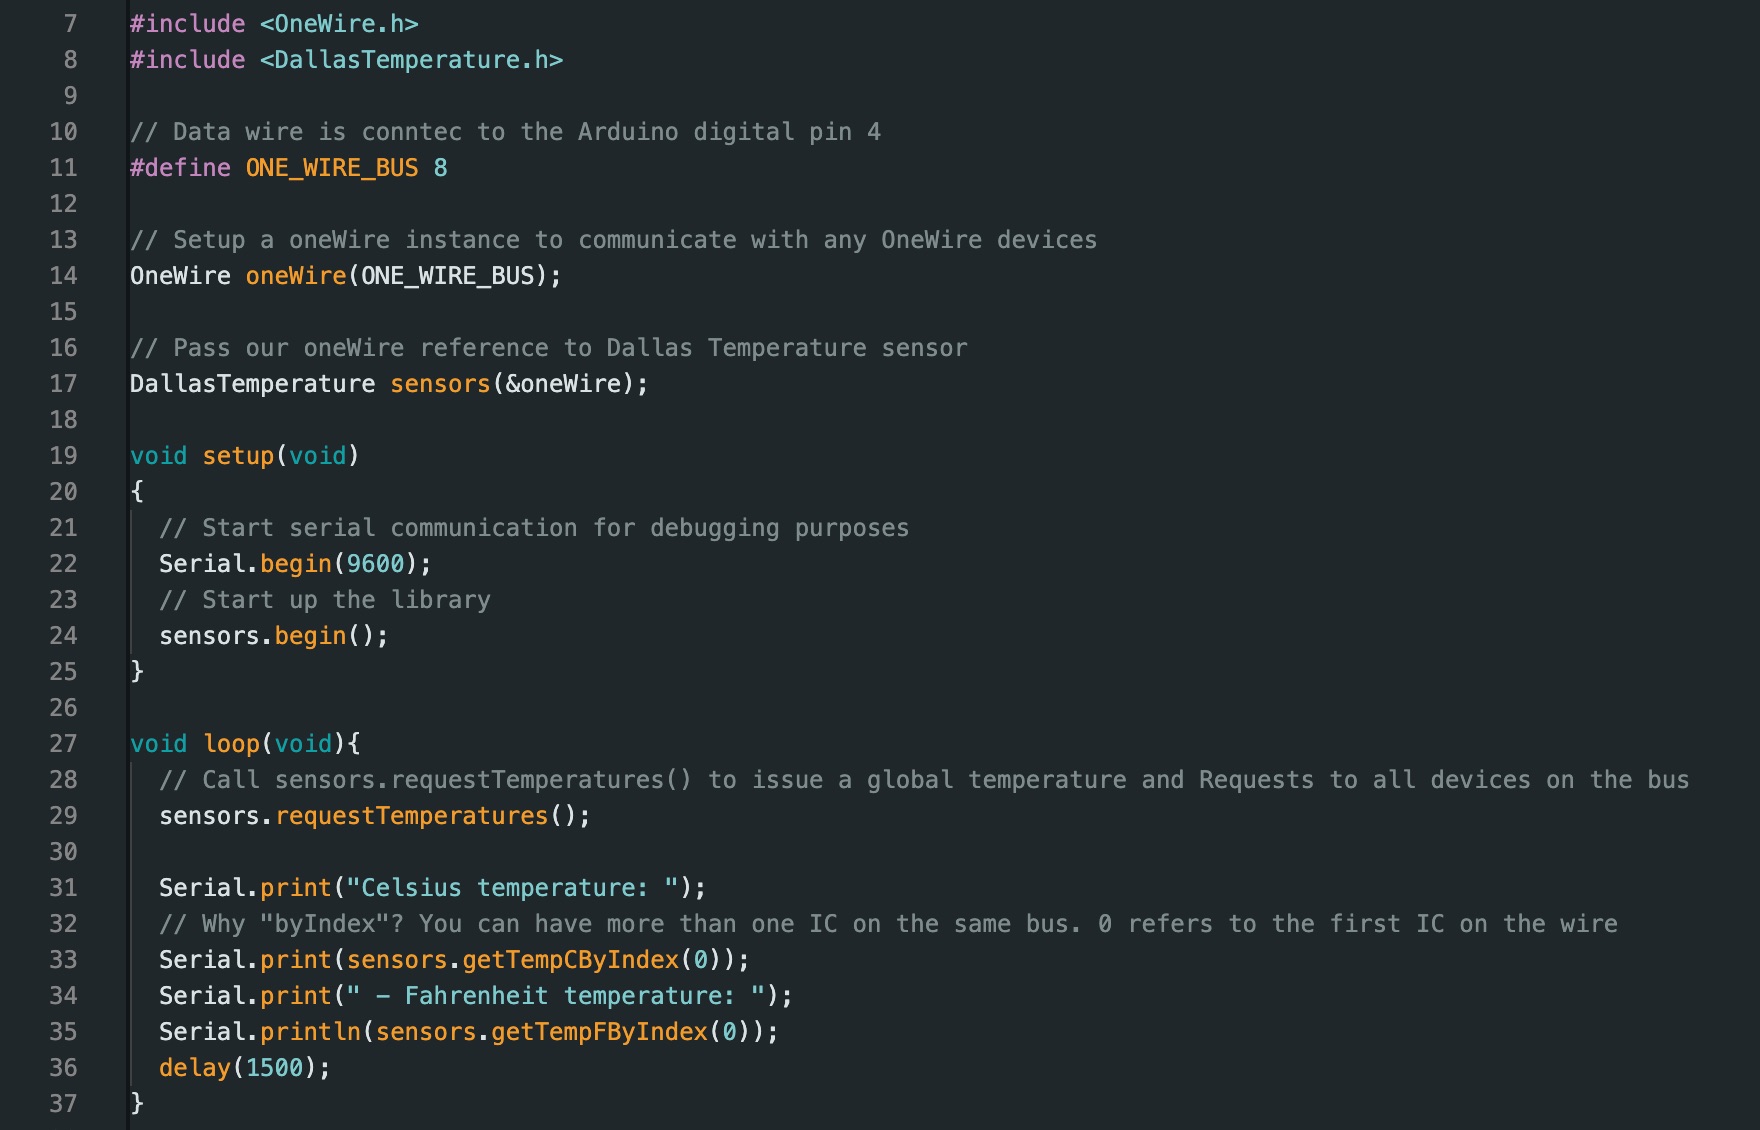 7 #include <OneWire.h>
8 #include <DallasTemperature.h>
9
10 // Data wire is conntec to the Arduino digital pin 4
11 #define ONE_WIRE_BUS 8
12
13 // Setup a oneWire instance to communicate with any OneWire devices
14 OneWire oneWire(ONE_WIRE_BUS);
15
16 // Pass our oneWire reference to Dallas Temperature sensor
17 DallasTemperature sensors(&oneWire);
18
19 void setup(void)
20 {
21   // Start serial communication for debugging purposes
22   Serial.begin(9600);
23   // Start up the library
24   sensors.begin();
25 }
26
27 void loop(void){
28   // Call sensors.requestTemperatures() to issue a global temperature and Requests to all devices on the bus
29   sensors.requestTemperatures();
30
31   Serial.print("Celsius temperature: ");
32   // Why "byIndex"? You can have more than one IC on the same bus. 0 refers to the first IC on the wire
33   Serial.print(sensors.getTempCByIndex(0));
34   Serial.print(" - Fahrenheit temperature: ");
35   Serial.println(sensors.getTempFByIndex(0));
36   delay(1500);
37 }